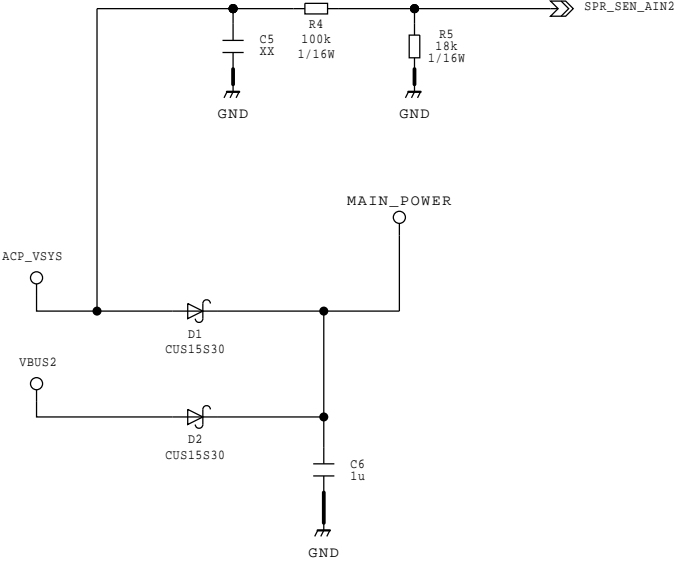 SPR_SEN_AIN2
R4
100k
1/16W
C5
XX
R5
18k
1/16W
GND
GND
MAIN_POWER
ACP_VSYS
D1
CUS15S30
VBUS2
D2
CUS15S30
C6
1u
GND